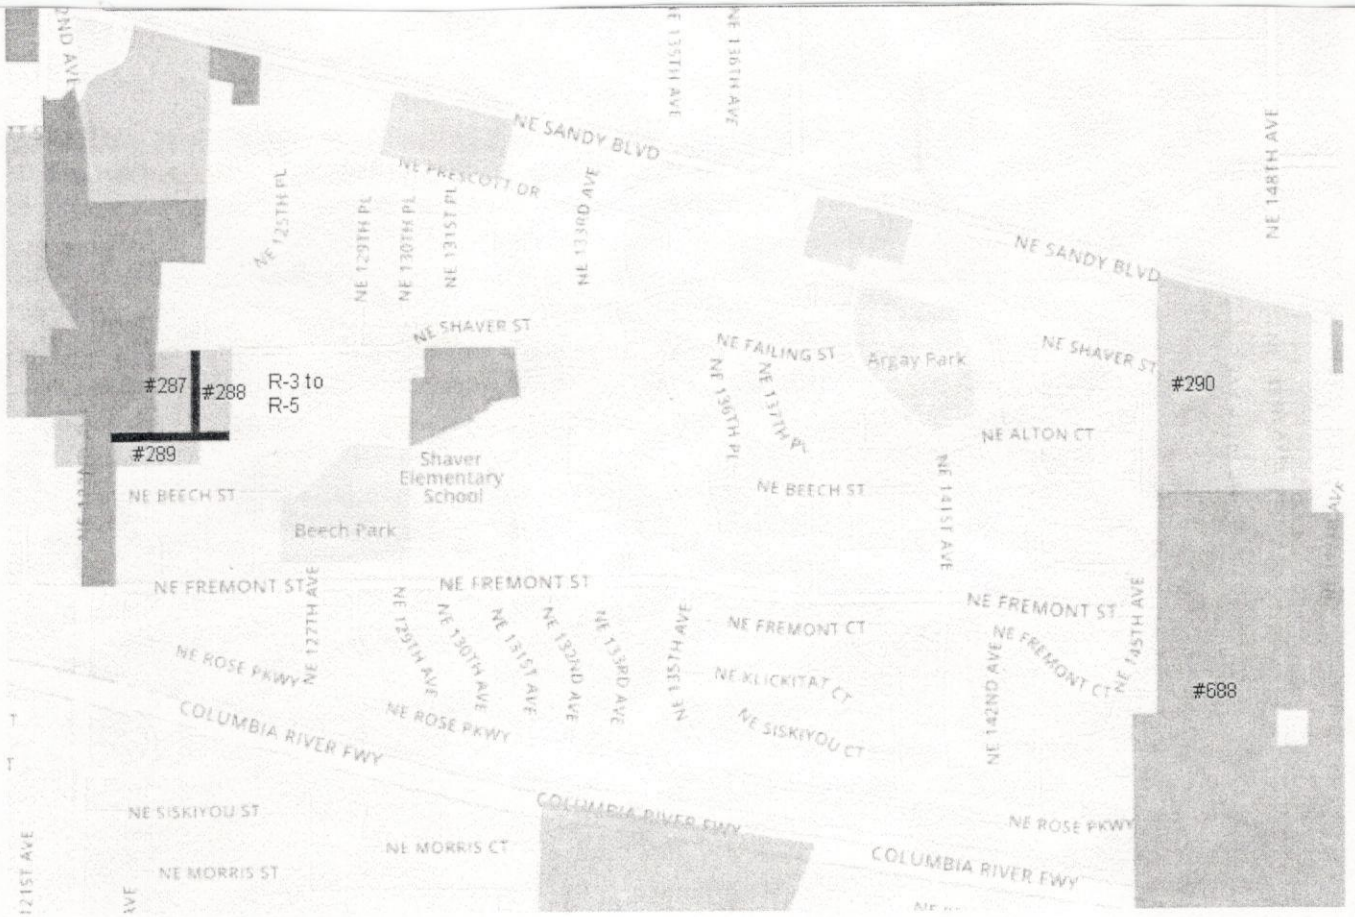 2ND AVE
NE 135TH AVE
NE 148TH AVE
NE SANDY BLVD
NE PRESCOTT DR
NE 125TH PL
NE 129TH PL
NE 130TH PL
NE 131ST PL
NE 133RD AVE
NE SANDY BLVD
NE SHAVER ST
NE FAILING ST
Argay Park
NE SHAVER ST
#287
#288
R-3 to
R-5
#290
NE 136TH PL
NE 137TH PL
#289
NE ALTON CT
Shaver
Elementary
School
NE BEECH ST
NE BEECH ST
NE 141ST AVE
Beech Park
NE FREMONT ST
NE 127TH AVE
NE FREMONT ST
NE 129TH AVE
NE 130TH AVE
NE 131ST AVE
NE 132ND AVE
NE 133RD AVE
NE 135TH AVE
NE FREMONT CT
NE FREMONT ST
NE FREMONT CT
NE 145TH AVE
NE 142ND AVE
NE ROSE PKWY
NE KLICKITAT CT
#688
COLUMBIA RIVER FWY
NE ROSE PKWY
NE SISKIYOU CT
NE SISKIYOU ST
COLUMBIA RIVER FWY
NE ROSE PKWY
NE MORRIS CT
NE MORRIS ST
COLUMBIA RIVER FWY
121ST AVE
AVE